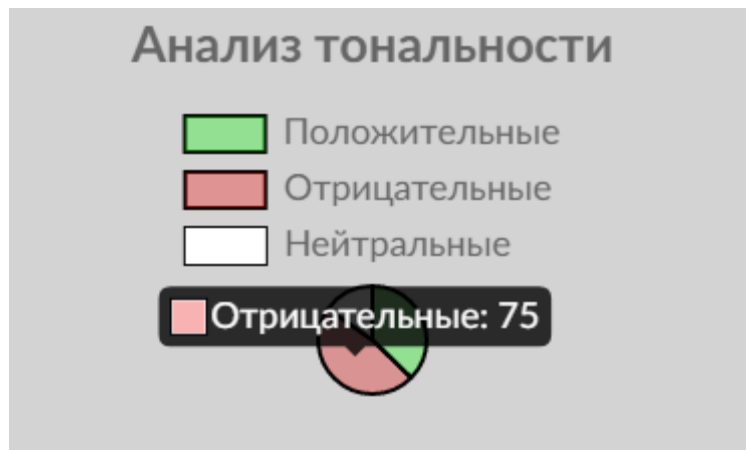 Анализ тональности
Положительные
Отрицательные
Нейтральные
Отрицательные: 75